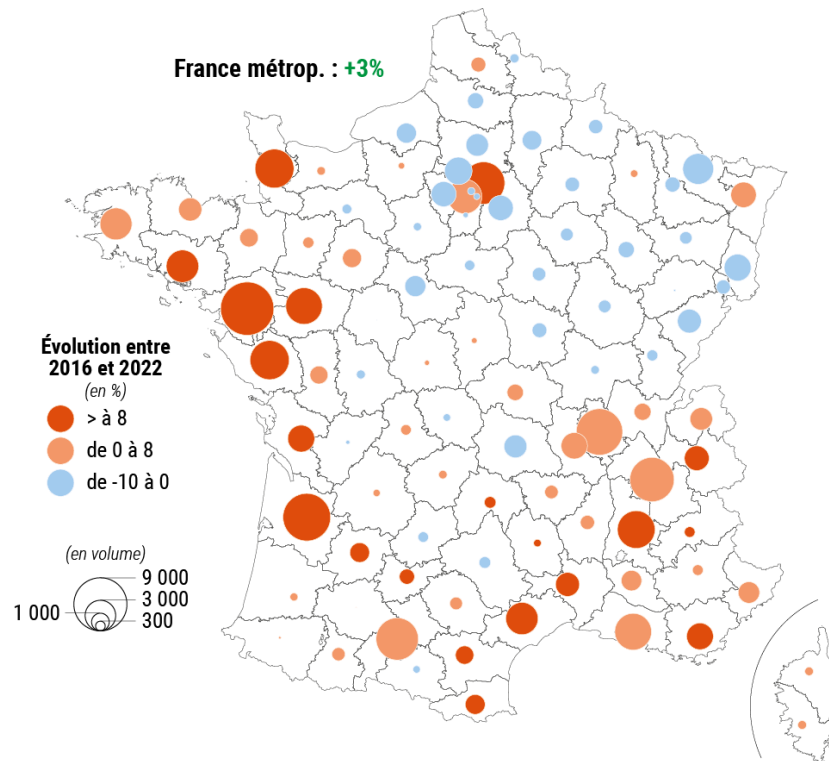 France métrop. : +3%
Évolution entre
2016 et 2022
(en %)
> à 8
de 0 à 8
de -10 à 0
(en volume)
9 000
3 000
1 000
300